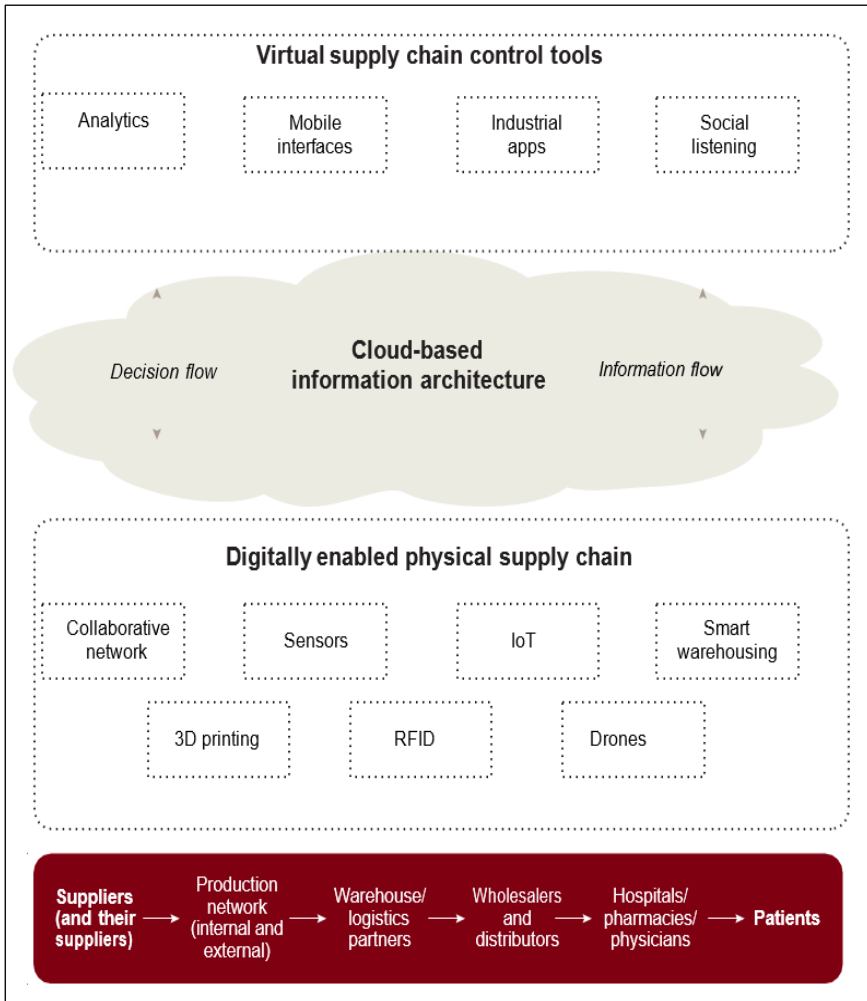 Virtual supply chain control tools
Analytics
Mobile
interfaces
Industrial
apps
Social
listening
Cloud-based
information architecture
Decision flow
Information flow
Digitally enabled physical supply chain
Collaborative
network
Sensors
IoT
Smart
warehousing
3D printing
RFID
Drones
Suppliers
(and their
suppliers)
Production
network
(internal and
external)
Warehouse/
logistics
partners
Wholesalers
and
distributors
Hospitals/
pharmacies/
physicians
Patients